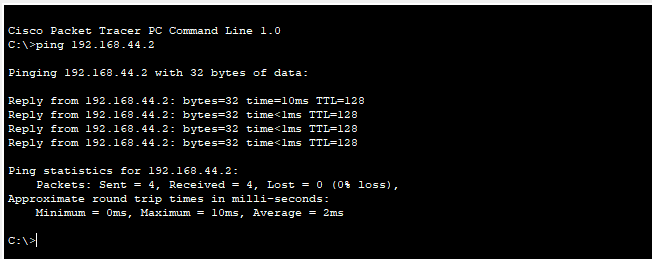 Cisco Packet Tracer PC Command Line 1.0
C:\>ping 192.168.44.2
Pinging 192.168.44.2 with 32 bytes of data:
Reply from 192.168.44.2: bytes=32 time=10ms TTL=128
Reply from 192.168.44.2: bytes=32 time<1ms TTL=128
Reply from 192.168.44.2: bytes=32 time<1ms TTL=128
Reply from 192.168.44.2: bytes=32 time<1ms TTL=128
Ping statistics for 192.168.44.2:
    Packets: Sent = 4, Received = 4, Lost = 0 (0% loss),
Approximate round trip times in milli-seconds:
    Minimum = 0ms, Maximum = 10ms, Average = 2ms
C:\>